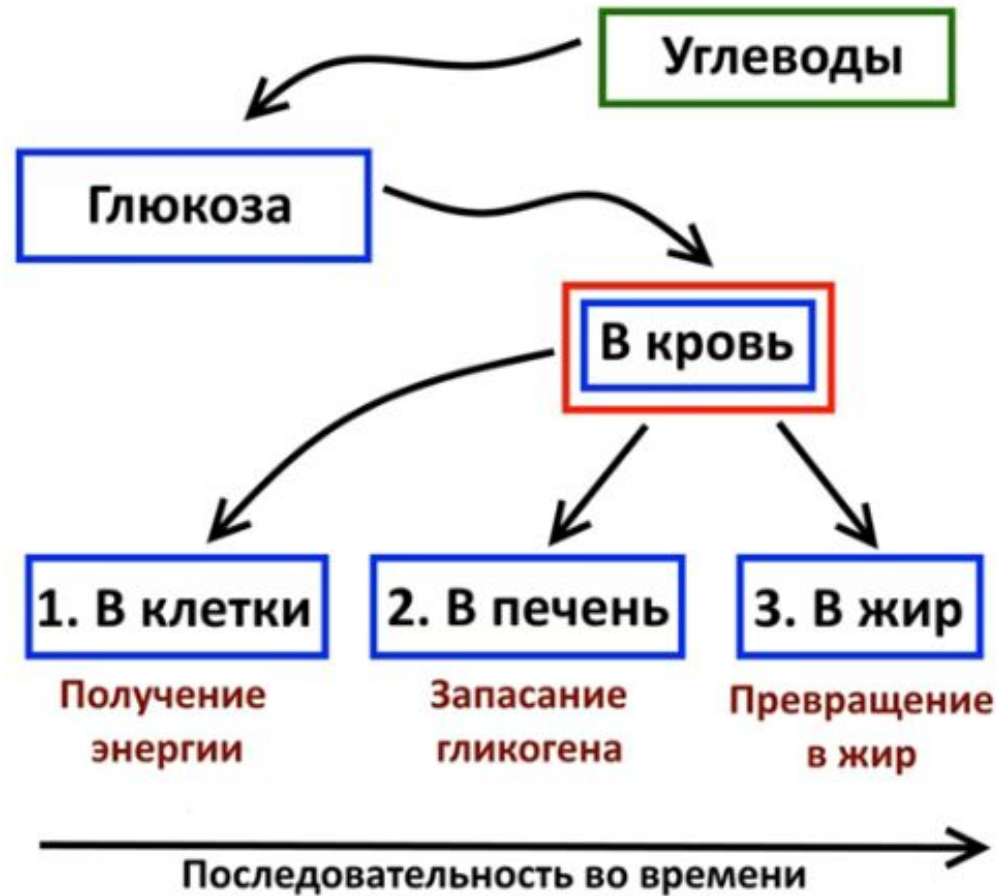 Углеводы
Глюкоза
В кровь
1. В клетки
2. В печень
3. В жир
Получение
энергии
Запасание
гликогена
Превращение
в жир
Последовательность во времени